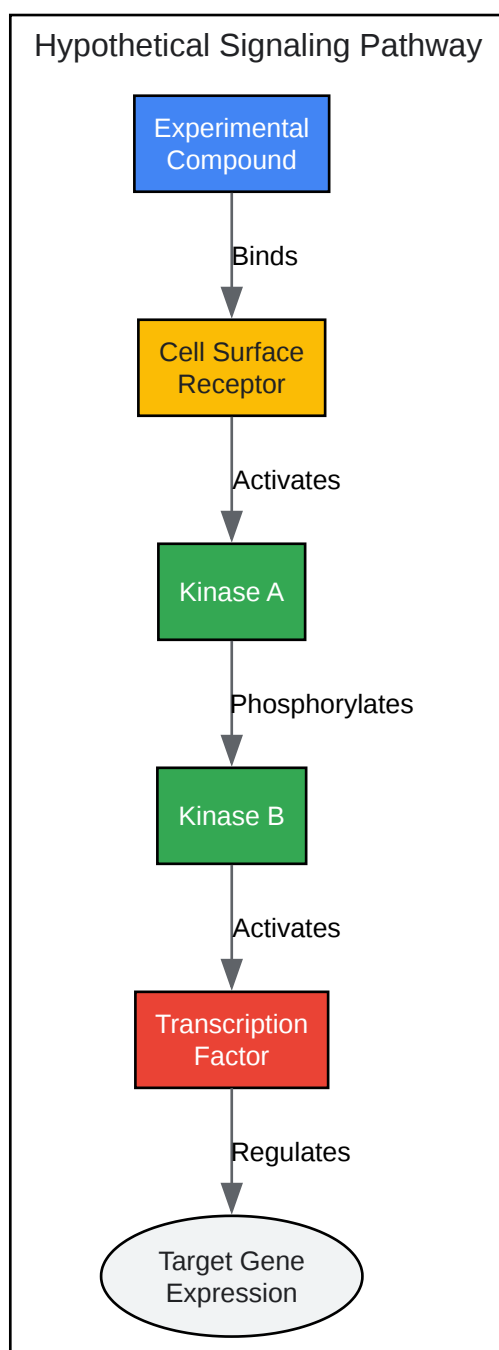 Hypothetical Signaling Pathway
Experimental
Compound
Binds
Cell Surface
Receptor
Activates
Kinase A
Phosphorylates
Kinase B
Activates
Transcription
Factor
Regulates
Target Gene
Expression